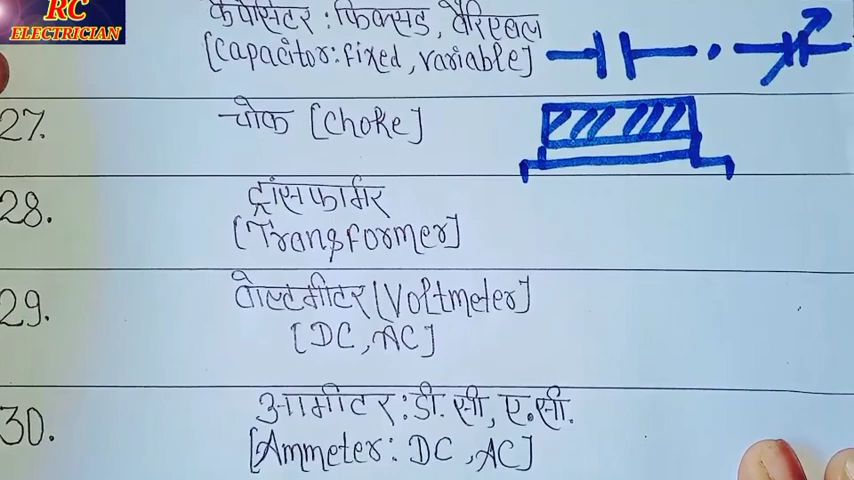 RC
ELECTRICIAN
कैपेसिटर : फिक्सड, वैरिएबल
[Capacitor: fixed, variable]
27. चोक [Choke]
28. ट्रांसफार्मर
[Transformer]
29. वोल्टमीटर [Voltmeter]
[DC, AC]
30. आमीटर : डी. सी, ए. सी.
[Ammeter: DC, AC]